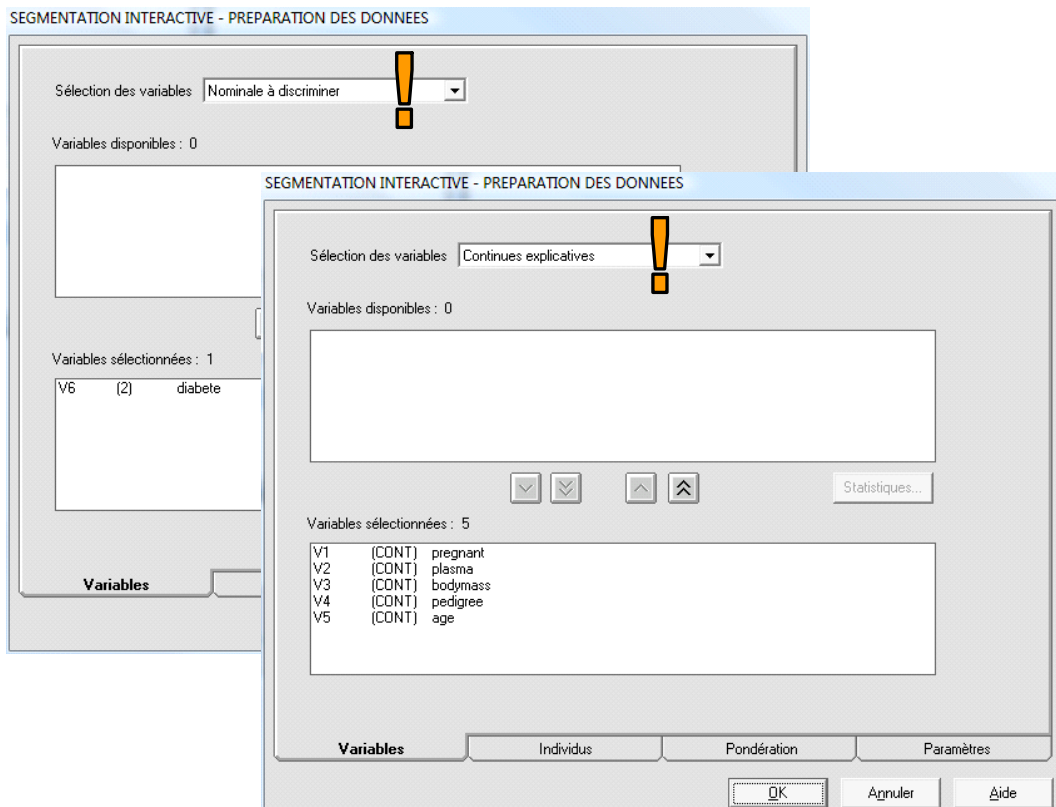 SEGMENTATION INTERACTIVE - PREPARATION DES DONNEES
Sélection des variables Nominale à discriminer
Variables disponibles : 0
Variables sélectionnées : 1
V6 (2) diabete
Variables
SEGMENTATION INTERACTIVE - PREPARATION DES DONNEES
Sélection des variables Continues explicatives
Variables disponibles : 0
Statistiques...
Variables sélectionnées : 5
V1 (CONT) pregnant
V2 (CONT) plasma
V3 (CONT) bodymass
V4 (CONT) pedigree
V5 (CONT) age
Variables Individus Pondération Paramètres
OK Annuler Aide